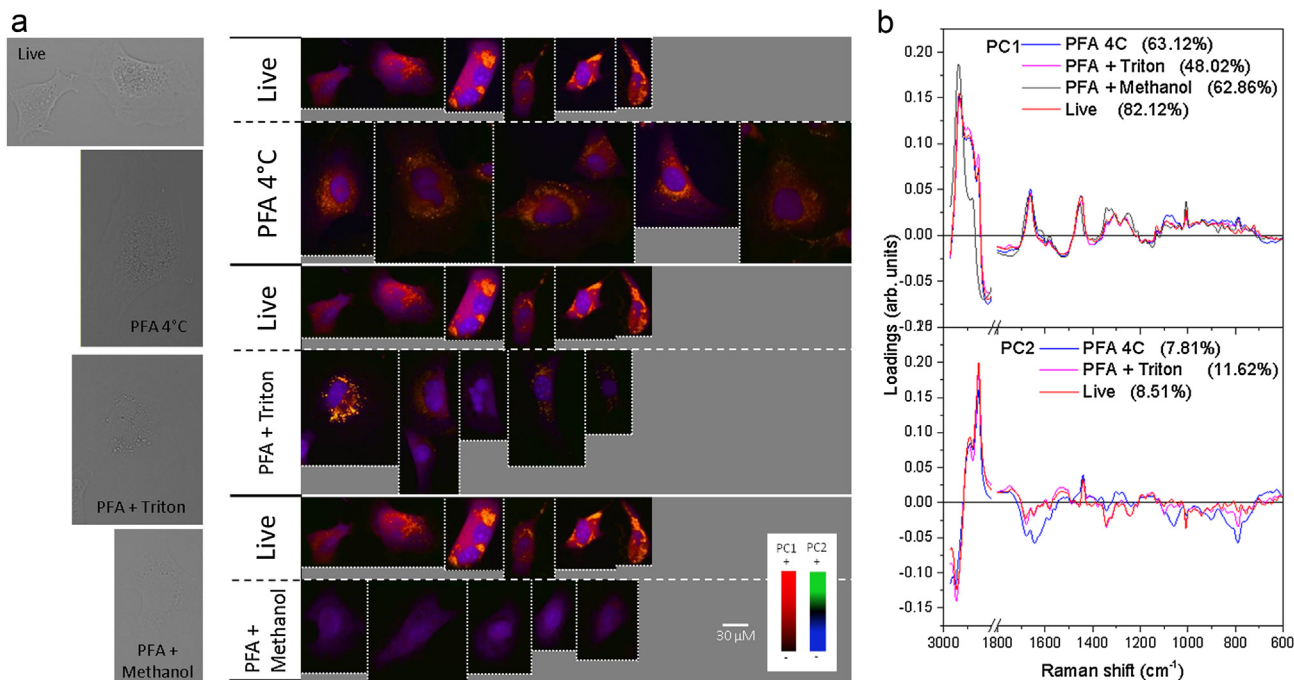 a
Live
PFA 4°C
PFA + Triton
PFA +
Methanol
Live
PFA 4°C
Live
PFA + Triton
Live
PFA +
Methanol
PC1 PC2
+ +
- -
30 µM
b
PC1
PFA 4C (63.12%)
PFA + Triton (48.02%)
PFA + Methanol (62.86%)
Live (82.12%)
0.20
0.15
0.10
0.05
0.00
-0.05
PC2
PFA 4C (7.81%)
PFA + Triton (11.62%)
Live (8.51%)
0.20
0.15
0.10
0.05
0.00
-0.05
-0.10
-0.15
Loadings (arb. units)
3000 1600 1400 1200 1000 800 600
Raman shift (cm⁻¹)